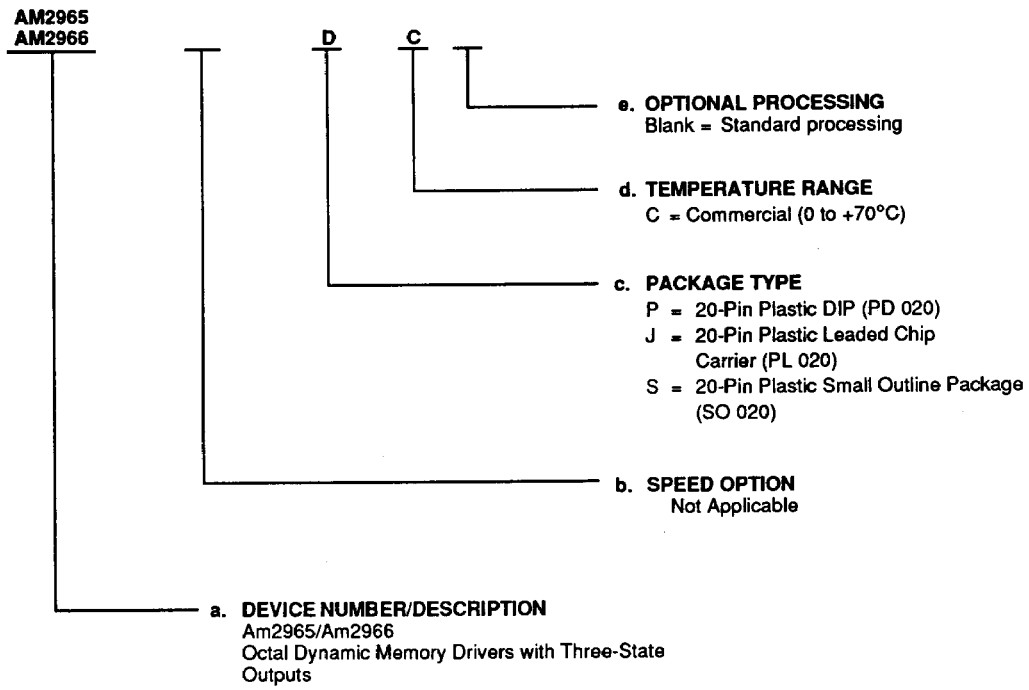 AM2965
AM2966
D
C
e. OPTIONAL PROCESSING
Blank = Standard processing
d. TEMPERATURE RANGE
C = Commercial (0 to +70°C)
c. PACKAGE TYPE
P = 20-Pin Plastic DIP (PD 020)
J = 20-Pin Plastic Leaded Chip
Carrier (PL 020)
S = 20-Pin Plastic Small Outline Package
(SO 020)
b. SPEED OPTION
Not Applicable
a. DEVICE NUMBER/DESCRIPTION
Am2965/Am2966
Octal Dynamic Memory Drivers with Three-State
Outputs